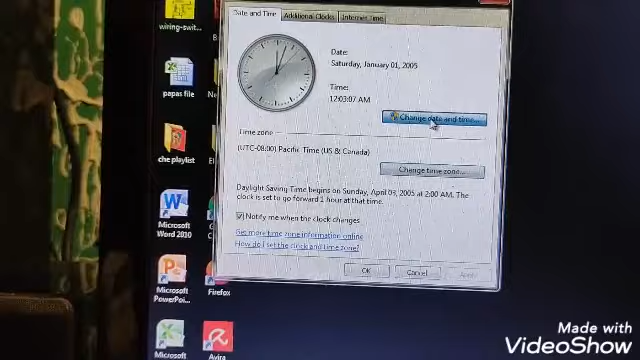 wiring-swit...
papas file
che playlist
Microsoft
Word 2010
Microsoft
PowerPoi...
Firefox
Microsoft
Avira
Date and Time
Additional Clocks
Internet Time
Date:
Saturday, January 01, 2005
Time:
12:03:07 AM
Change date and time...
Time zone
(UTC-08:00) Pacific Time (US & Canada)
Change time zone...
Daylight Saving Time begins on Sunday, April 03, 2005 at 2:00 AM. The
clock is set to go forward 1 hour at that time.
Notify me when the clock changes
Get more time zone information online
How do I set the clock and time zone?
OK
Cancel
Apply
Made with
VideoShow